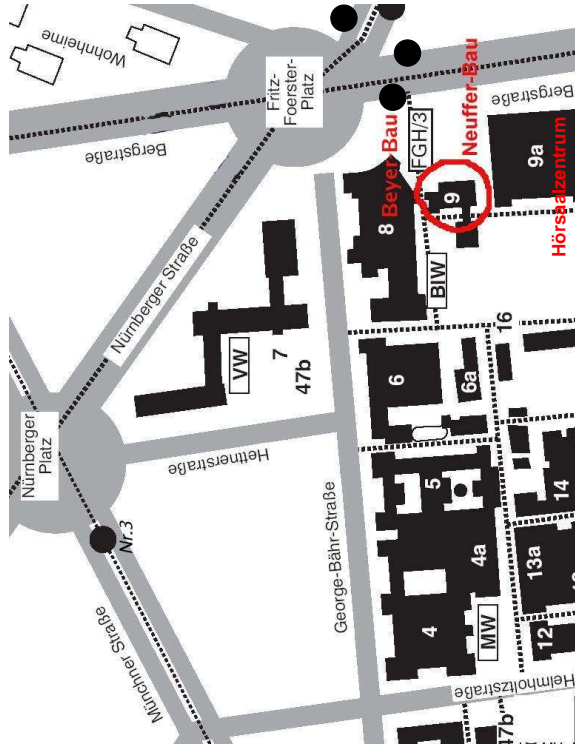 Wohnheime
Fritz-
Foerster-
Platz
Bergstraße
Bergstraße
Nürnberger Straße
Nürnberger
Platz
Nr.3
Münchner Straße
Hettnerstraße
George-Bähr-Straße
Helmholtzstraße
VW
7
47b
8
Beyer Bau
FGH/3
Neuffer-Bau
9
9a
Hörsaalzentrum
BIW
16
6
6a
5
4a
4
MW
14
13a
12
47b